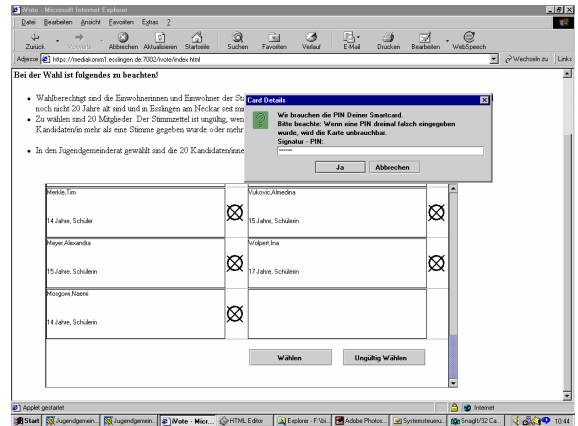 iVote - Microsoft Internet Explorer
Datei Bearbeiten Ansicht Favoriten Extras ?
Zurück Vorwärts Abbrechen Aktualisieren Startseite Suchen Favoriten Verlauf E-Mail Drucken Bearbeiten WebSpeech
Adresse https://mediakomm1.esslingen.de:7002/ivote/index.html Wechseln zu Links
Bei der Wahl ist folgendes zu beachten!
Wahlberechtigt sind die Einwohnerinnen und Einwohner der
noch nicht 20 Jahre alt sind und in Esslingen am Neckar seit
Zu wählen sind 20 Mitglieder. Der Stimmzettel ist ungültig,
Kandidaten/in mehr als eine Stimme gegeben wurde oder mehr
In den Jugendgemeinderat gewählt sind die 20
Card Details
Wir brauchen die PIN Deiner Smartcard.
Bitte beachte: Wenn eine PIN dreimal falsch eingegeben
wurde, wird die Karte unbrauchbar.
Signatur - PIN:
Ja Abbrechen
Merkle,Tim Vukovic,Almedina
14 Jahre, Schüler 15 Jahre, Schülerin
Meyer,Alexandra Wolpert,Ina
15 Jahre, Schülerin 17 Jahre, Schülerin
Mosgowi,Naemi
14 Jahre, Schülerin
Wählen Ungültig Wählen
Applet gestartet Internet
Start Jugendgemein... Jugendgemein... iVote - Micr... HTML Editor Explorer - F:\bi... Adobe Photos... Systemsteueru... SnagIt/32 Ca... 10:44